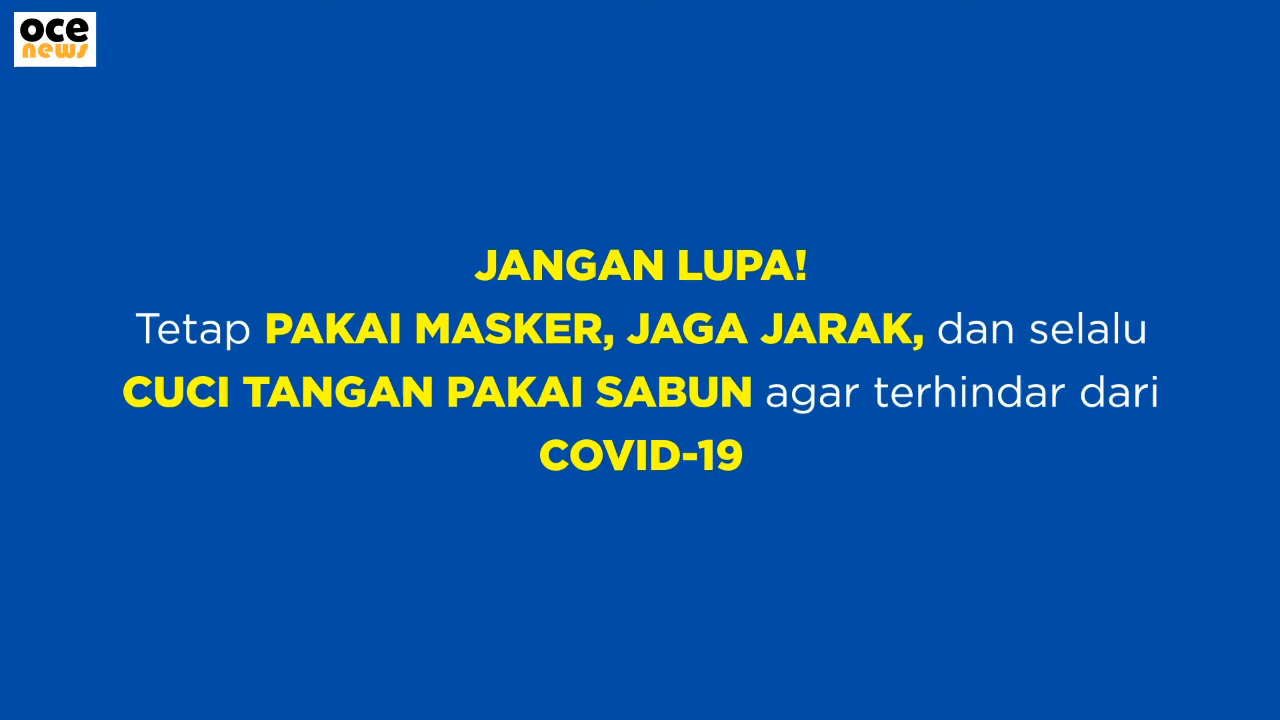 oce
news
JANGAN LUPA!
Tetap PAKAI MASKER, JAGA JARAK, dan selalu
CUCI TANGAN PAKAI SABUN agar terhindar dari
COVID-19